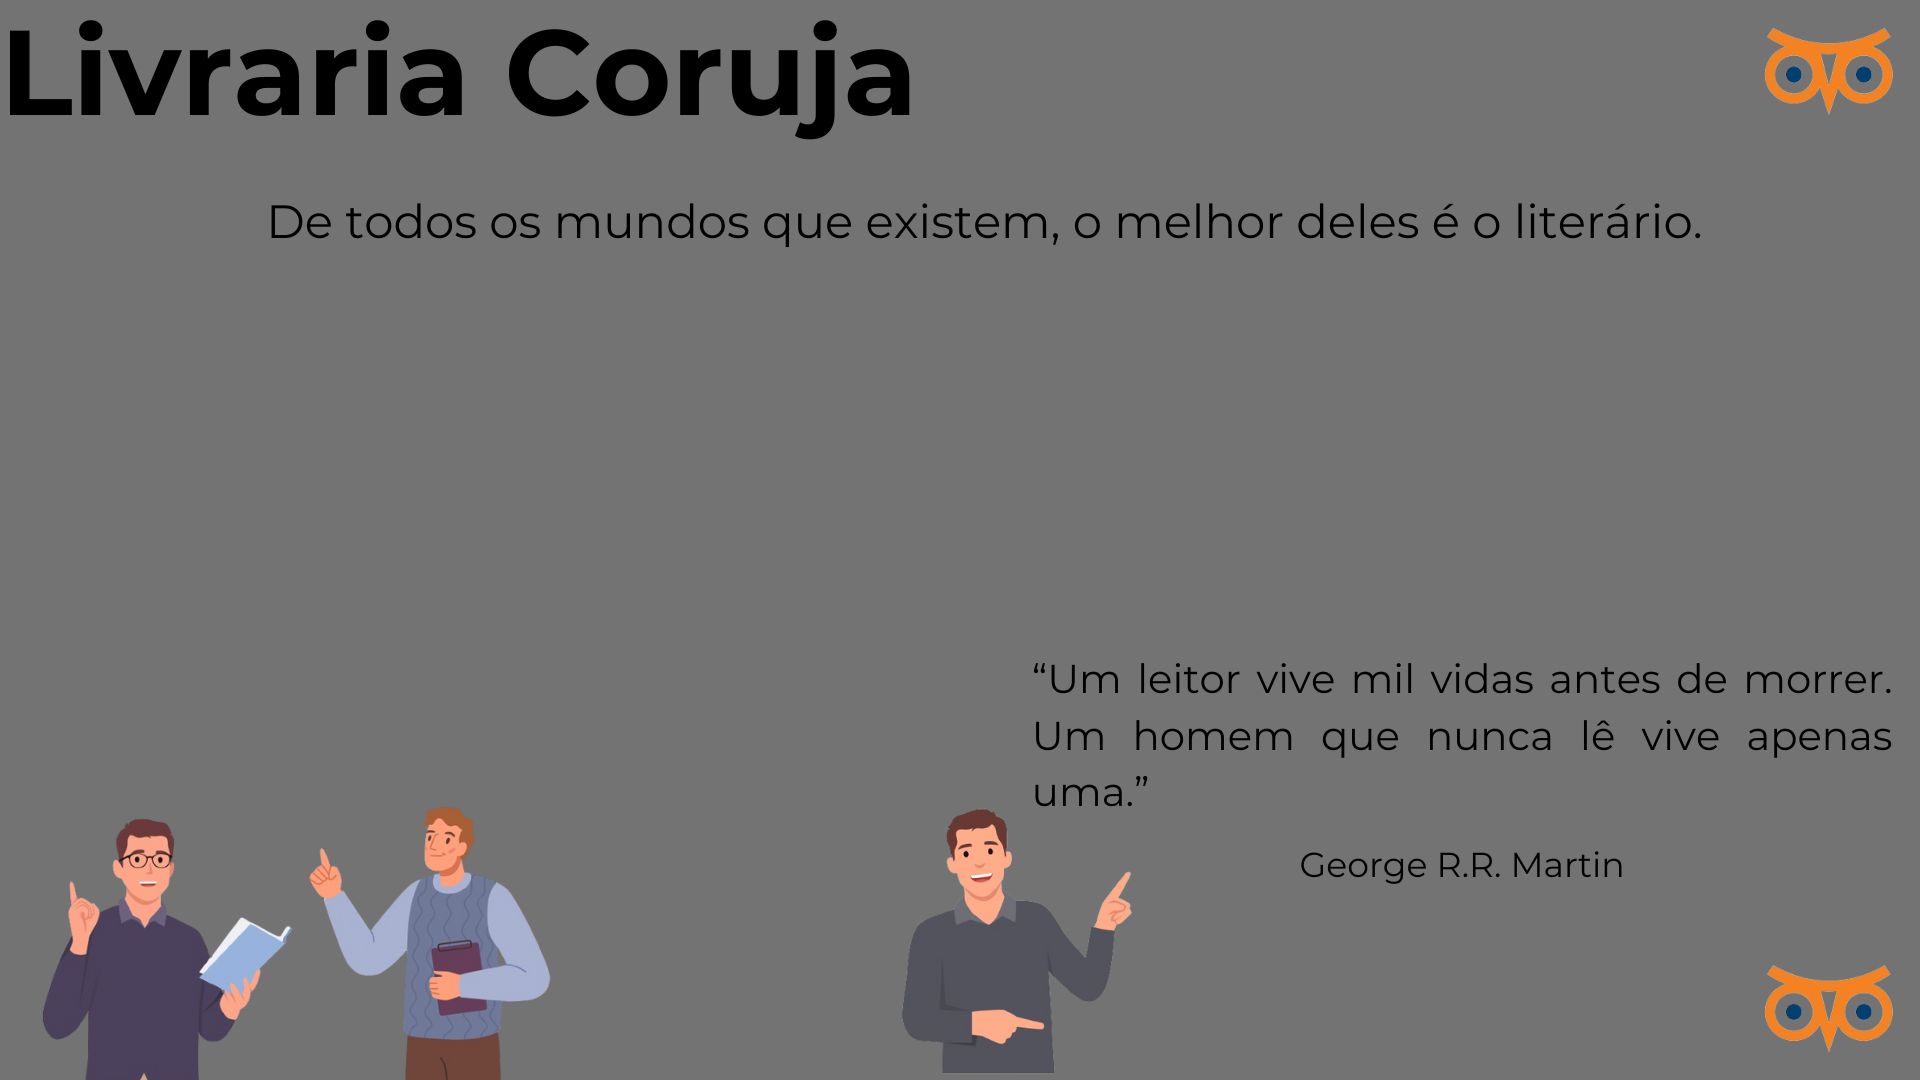 Livraria Coruja
De todos os mundos que existem, o melhor deles é o literário.
“Um leitor vive mil vidas antes de morrer.
Um homem que nunca lê vive apenas
uma.”
George R.R. Martin